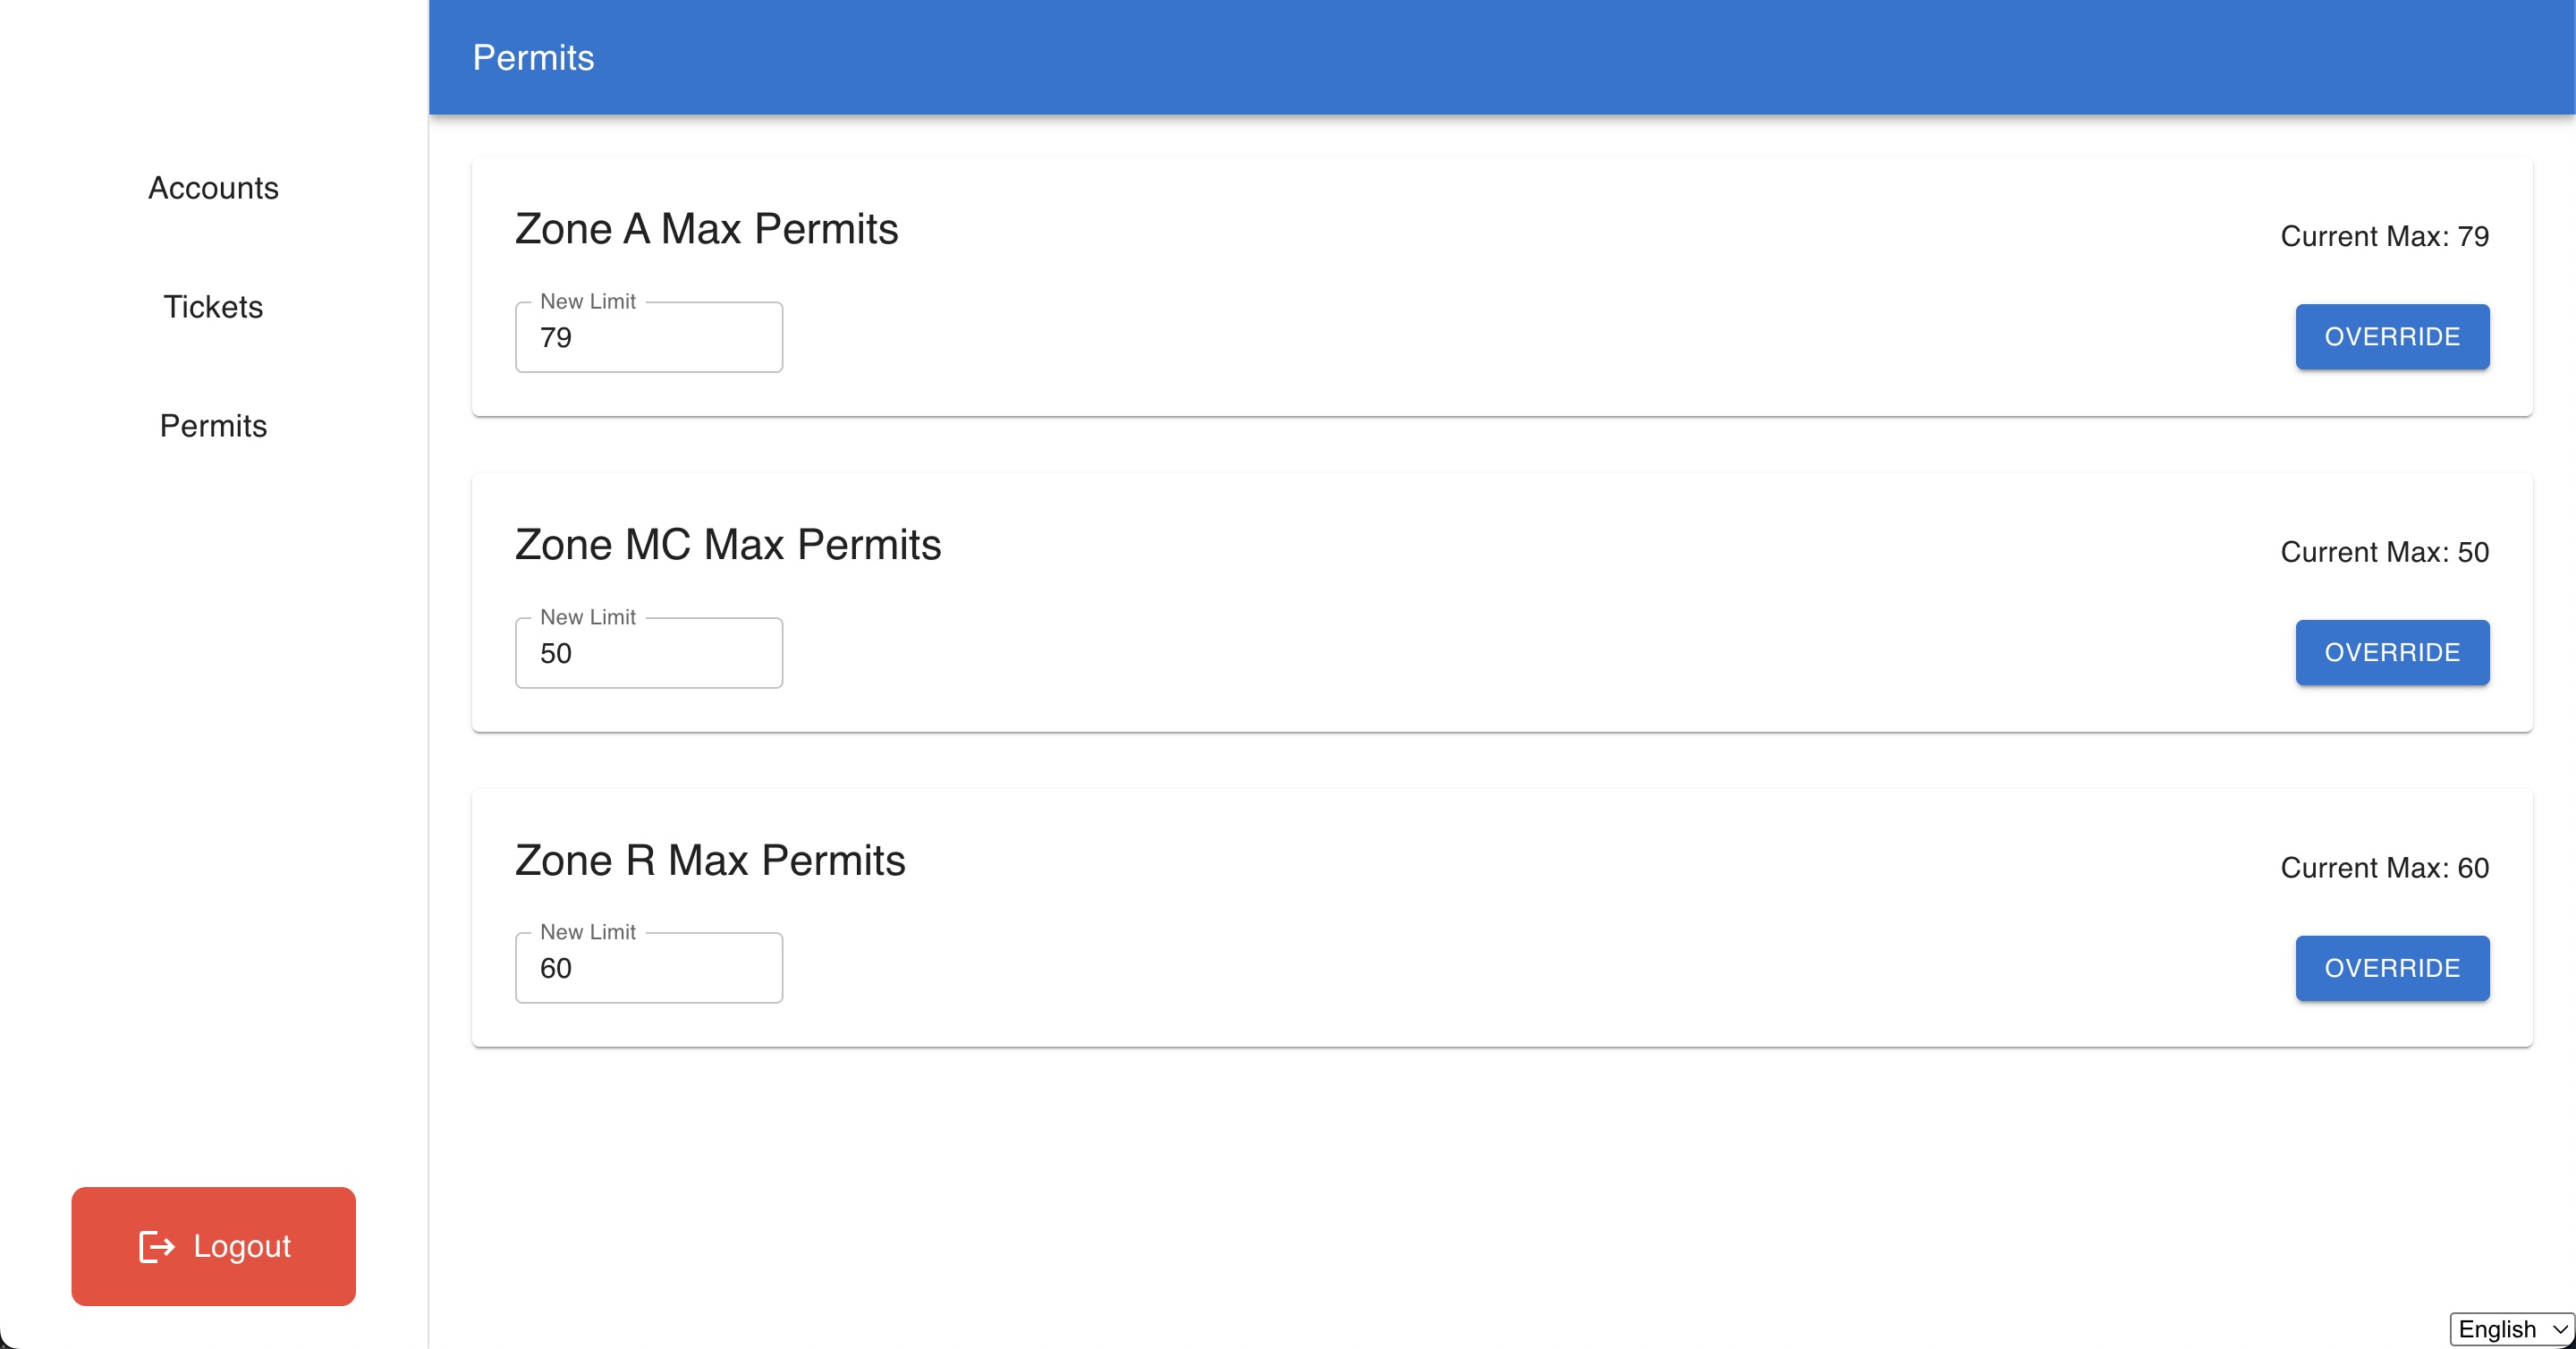 Permits
Accounts
Tickets
Permits
Logout
Zone A Max Permits
Current Max: 79
New Limit
79
OVERRIDE
Zone MC Max Permits
Current Max: 50
New Limit
50
OVERRIDE
Zone R Max Permits
Current Max: 60
New Limit
60
OVERRIDE
English